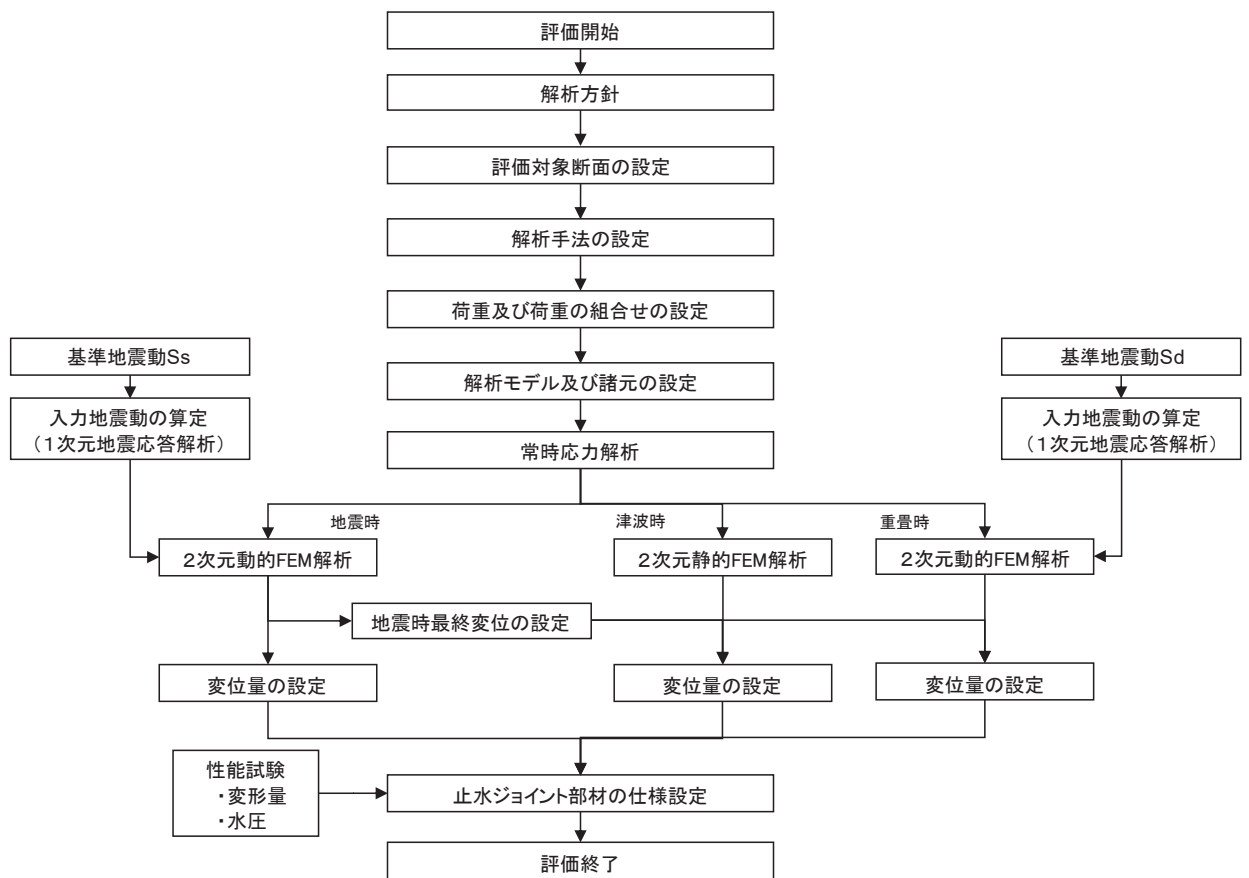 評価開始
解析方針
評価対象断面の設定
解析手法の設定
荷重及び荷重の組合せの設定
基準地震動Ss
基準地震動Sd
解析モデル及び諸元の設定
入力地震動の算定
（１次元地震応答解析）
入力地震動の算定
（１次元地震応答解析）
常時応力解析
地震時
津波時
重畳時
２次元動的FEM解析
２次元静的FEM解析
２次元動的FEM解析
地震時最終変位の設定
変位量の設定
変位量の設定
変位量の設定
性能試験
・変形量
・水圧
止水ジョイント部材の仕様設定
評価終了